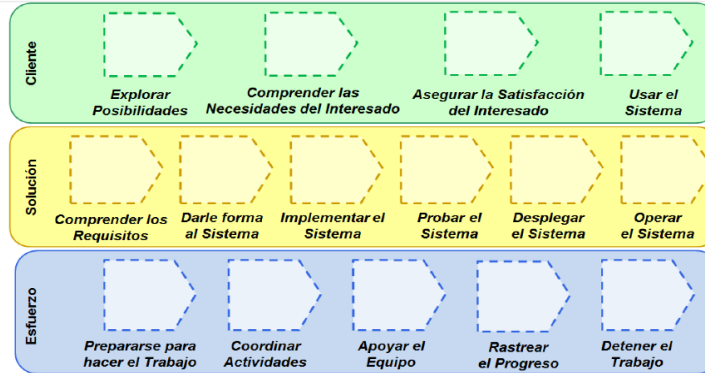 Cliente
Explorar
Posibilidades
Comprender las
Necesidades del Interesado
Asegurar la Satisfacción
del Interesado
Usar el
Sistema
Solución
Comprender los
Requisitos
Darle forma
al Sistema
Implementar el
Sistema
Probar el
Sistema
Desplegar
el Sistema
Operar
el Sistema
Esfuerzo
Prepararse para
hacer el Trabajo
Coordinar
Actividades
Apoyar el
Equipo
Rastrear
el Progreso
Detener el
Trabajo